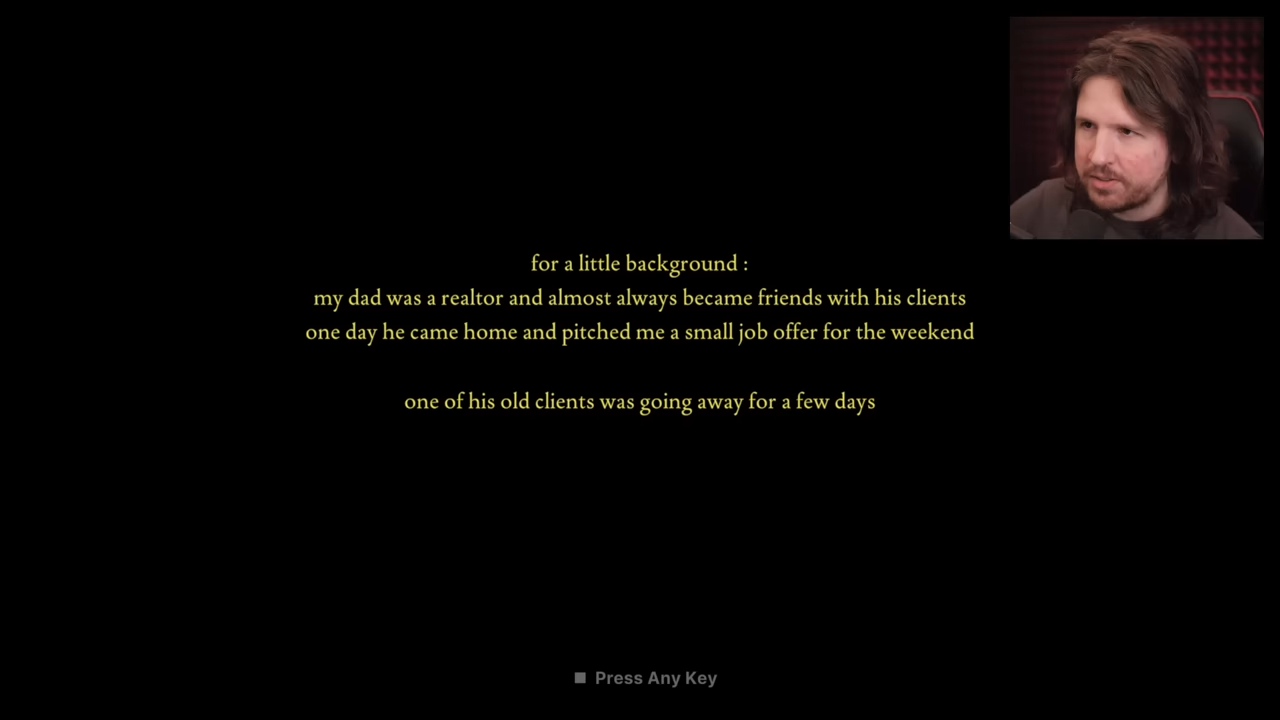 for a little background :
my dad was a realtor and almost always became friends with his clients
one day he came home and pitched me a small job offer for the weekend
one of his old clients was going away for a few days
Press Any Key